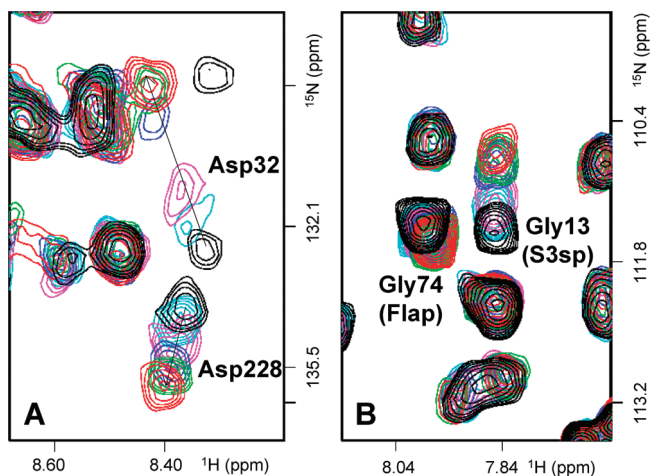 ¹⁵N (ppm)
Asp32
132.1
Asp228
135.5
A
8.60
8.40
¹H (ppm)
¹⁵N (ppm)
110.4
Gly13
(S3sp)
111.8
Gly74
(Flap)
B
113.2
8.04
7.84
¹H (ppm)